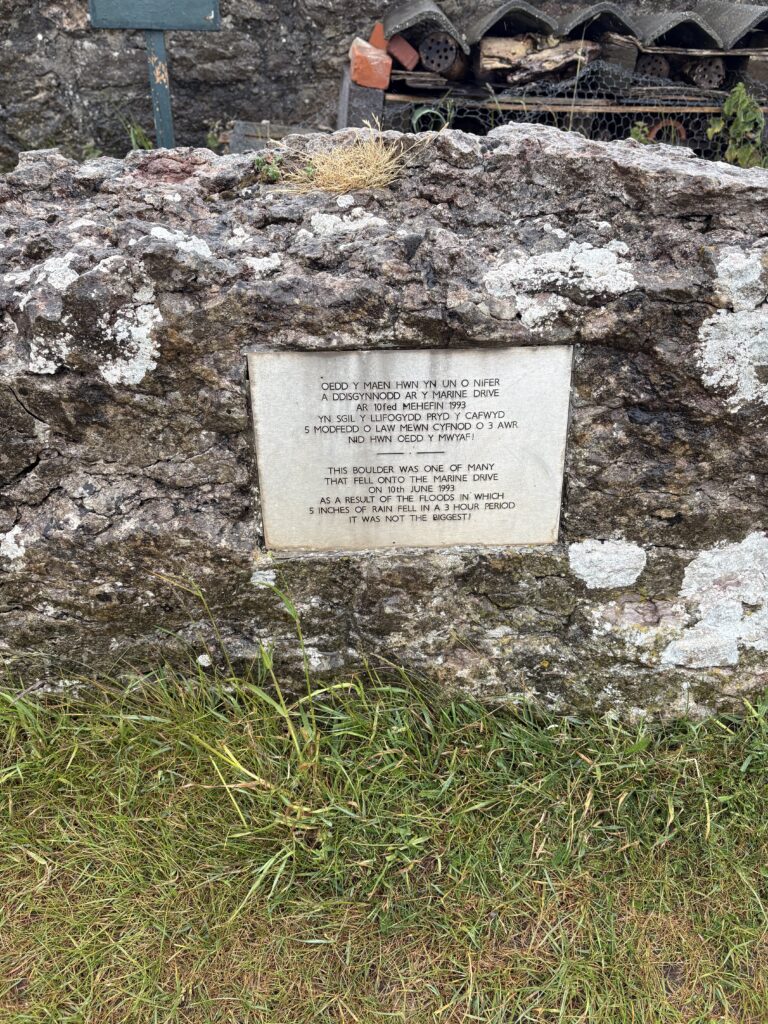 OEDD Y MAEN HWN YN UN O NIFER
A DDISGYNNODD AR Y MARINE DRIVE
AR 10fed MEHEFIN 1993
YN SGIL Y LLIFOGYDD PRYD Y CAFWYD
5 MODFEDD O LAW MEWN CYFNOD O 3 AWR
NID HWN OEDD Y MWYAF!
THIS BOULDER WAS ONE OF MANY
THAT FELL ONTO THE MARINE DRIVE
ON 10th JUNE 1993
AS A RESULT OF THE FLOODS IN WHICH
5 INCHES OF RAIN FELL IN A 3 HOUR PERIOD
IT WAS NOT THE BIGGEST!